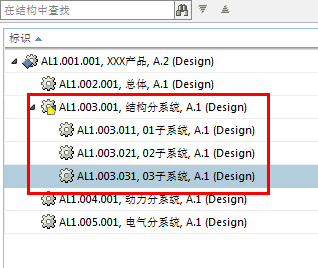 在结构中查找
标识
AL1.001.001, XXX产品, A.2 (Design)
AL1.002.001, 总体, A.1 (Design)
AL1.003.001, 结构分系统, A.1 (Design)
AL1.003.011, 01子系统, A.1 (Design)
AL1.003.021, 02子系统, A.1 (Design)
AL1.003.031, 03子系统, A.1 (Design)
AL1.004.001, 动力分系统, A.1 (Design)
AL1.005.001, 电气分系统, A.1 (Design)